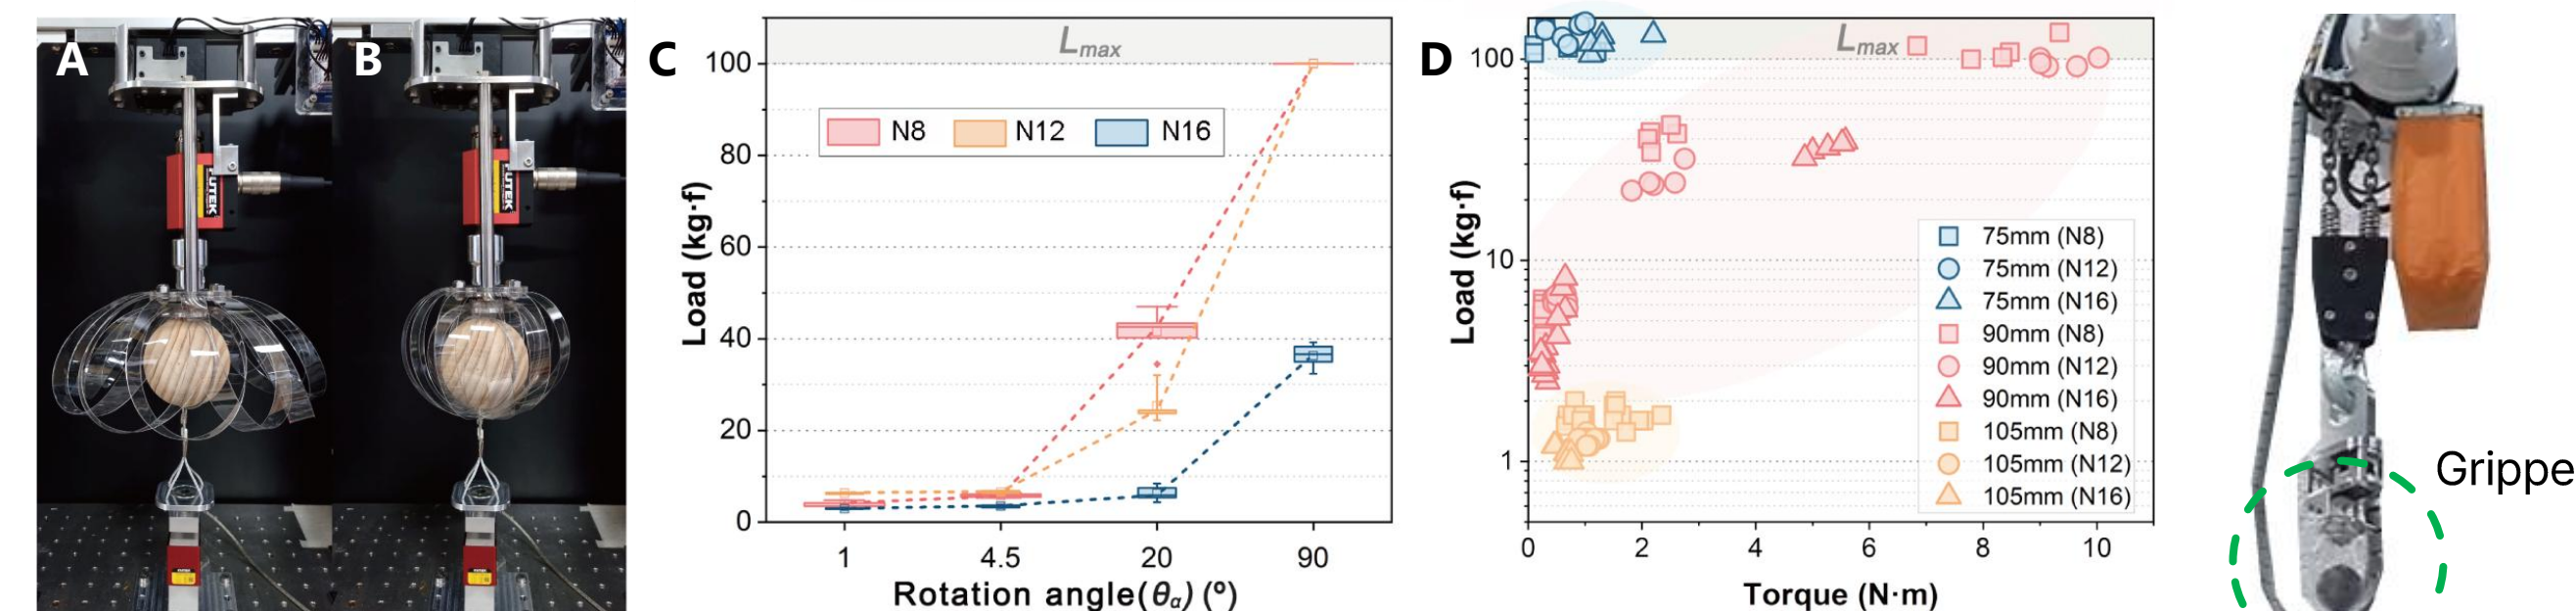 A
B
FUTEK
FUTEK
C
Load (kg·f)
100
80
60
40
20
0
Lmax
N8
N12
N16
1
4.5
20
90
Rotation angle(θα) (º)
D
Load (kg·f)
100
10
1
Lmax
75mm (N8)
75mm (N12)
75mm (N16)
90mm (N8)
90mm (N12)
90mm (N16)
105mm (N8)
105mm (N12)
105mm (N16)
0
2
4
6
8
10
Torque (N·m)
Grippe